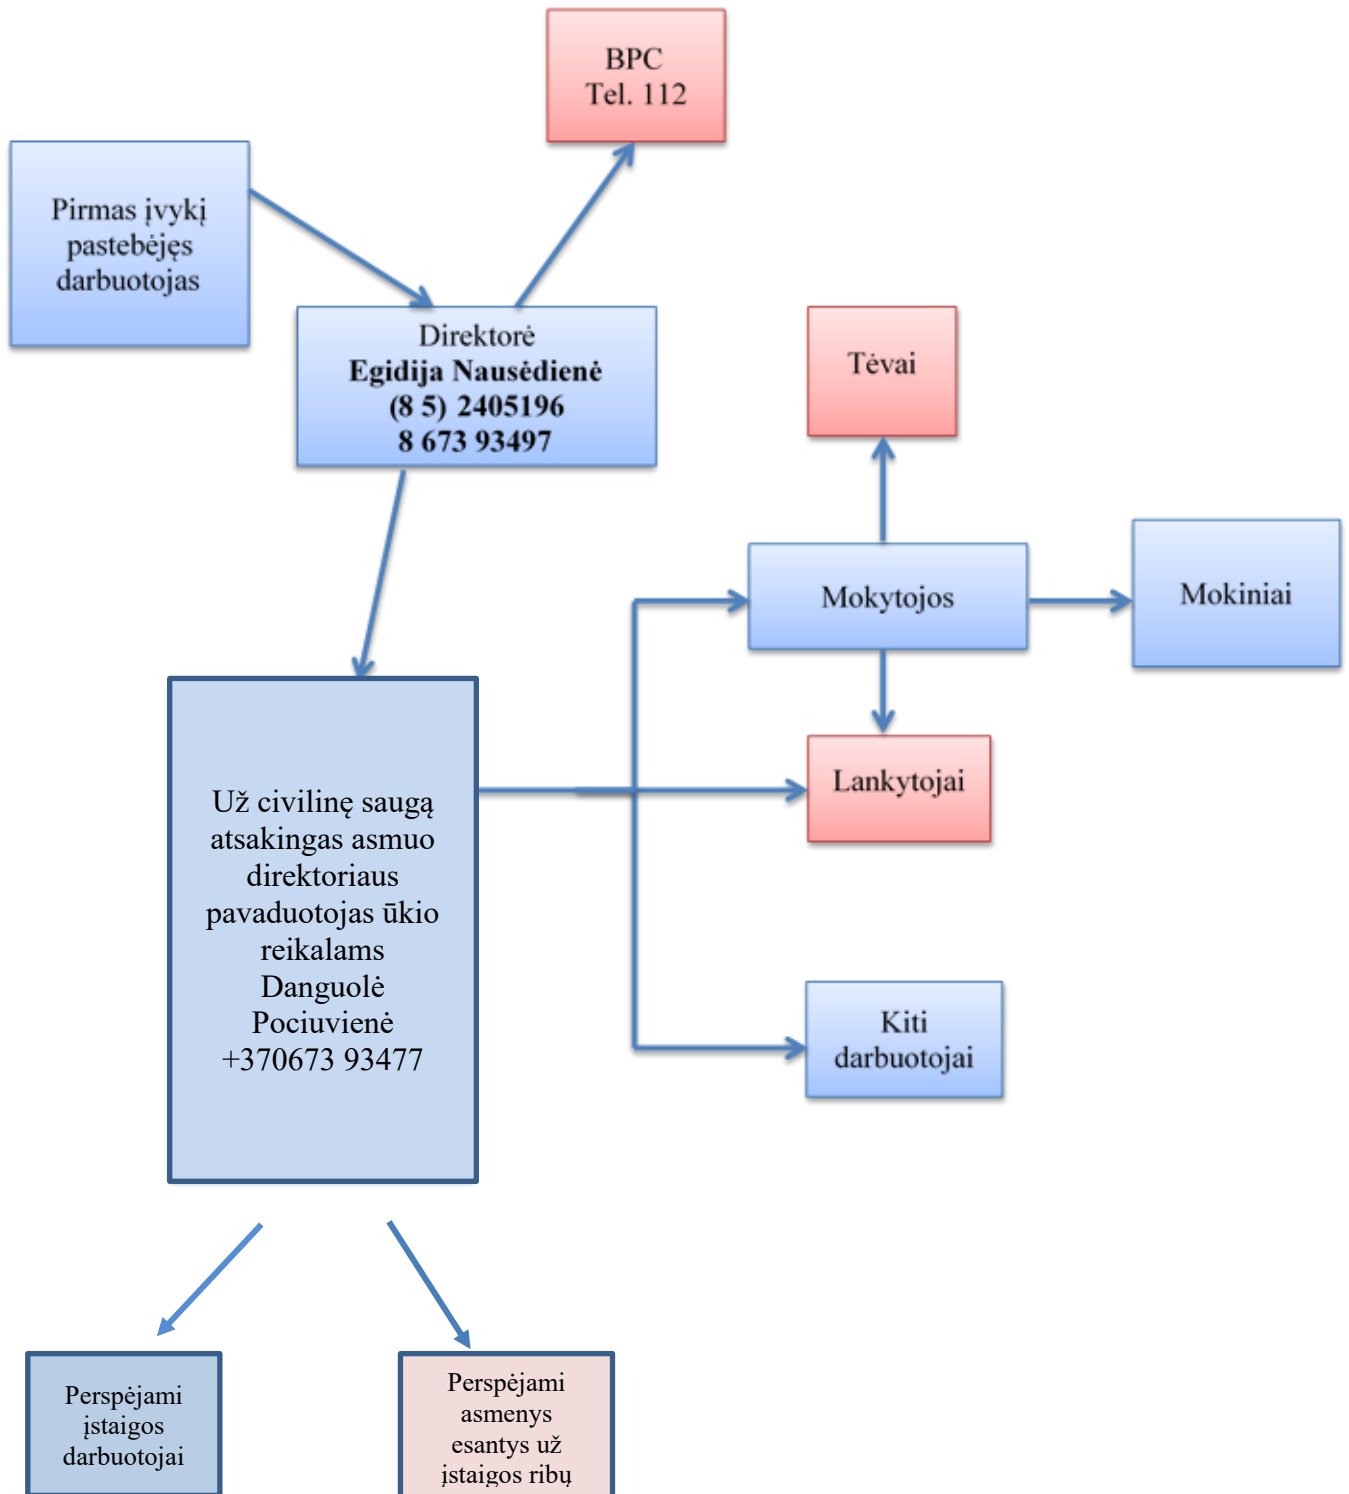 BPC
Tel. 112
Pirmas įvykį
pastebėjęs
darbuotojas
Direktorė
Egidija Nausėdienė
(8 5) 2405196
8 673 93497
Tėvai
Mokytojos
Mokiniai
Lankytojai
Už civilinę saugą
atsakingas asmuo
direktoriaus
pavaduotojas ūkio
reikalams
Danguolė
Pociuvienė
+370673 93477
Kiti
darbuotojai
Perspėjami
įstaigos
darbuotojai
Perspėjami
asmenys
esantys už
įstaigos ribų